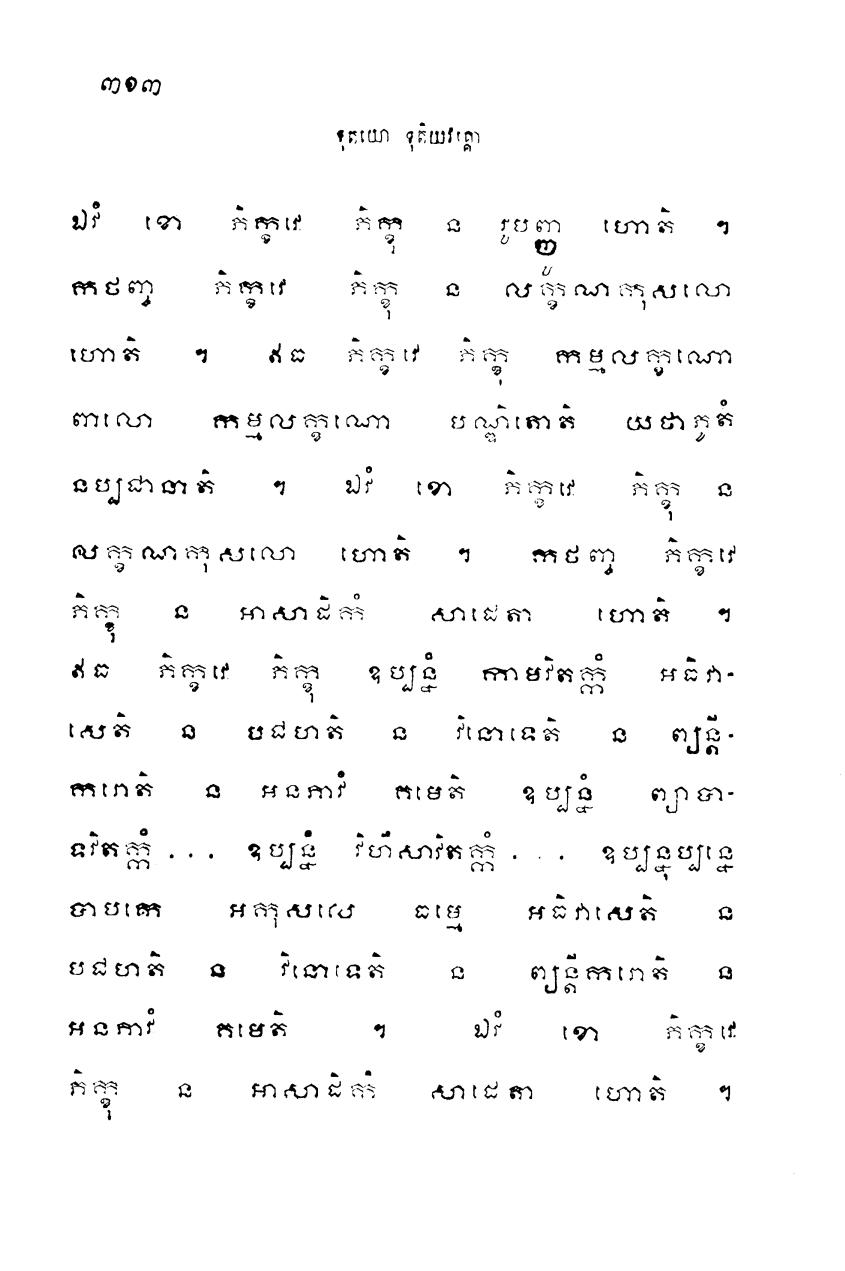 ៣១៣
ទុតយោ ទុតិយវគ្គោ
ឯវំ ខោ ភិក្ខវេ ភិក្ខុ ន រូបញ្ញូ ហោតិ ។
កថញ្ច ភិក្ខវេ ភិក្ខុ ន លក្ខណកុសលោ
ហោតិ ។ ឥធ ភិក្ខវេ ភិក្ខុ កម្មលក្ខណោ
ពាលោ កម្មលក្ខណោ បណ្ឌិតោតិ យថាភូតំ
នប្បជានាតិ ។ ឯវំ ខោ ភិក្ខវេ ភិក្ខុ ន
លក្ខណកុសលោ ហោតិ ។ កថញ្ច ភិក្ខវេ
ភិក្ខុ ន អាសាដិកំ សាដេតា ហោតិ ។
ឥធ ភិក្ខវេ ភិក្ខុ ឧប្បន្នំ កាមវិតក្កំ អធិវា-
សេតិ ន បជហតិ ន វិនោទេតិ ន ព្យន្តី-
ករោតិ ន អនភាវំ គមេតិ ឧប្បន្នំ ព្យាបា-
ទវិតក្កំ ... ឧប្បន្នំ វិហឹសាវិតក្កំ ... ឧប្បន្នុប្បន្នេ
បាបកេ អកុសលេ ធម្មេ អធិវាសេតិ ន
បជហតិ ន វិនោទេតិ ន ព្យន្តីករោតិ ន
អនភាវំ គមេតិ ។ ឯវំ ខោ ភិក្ខវេ
ភិក្ខុ ន អាសាដិកំ សាដេតា ហោតិ ។